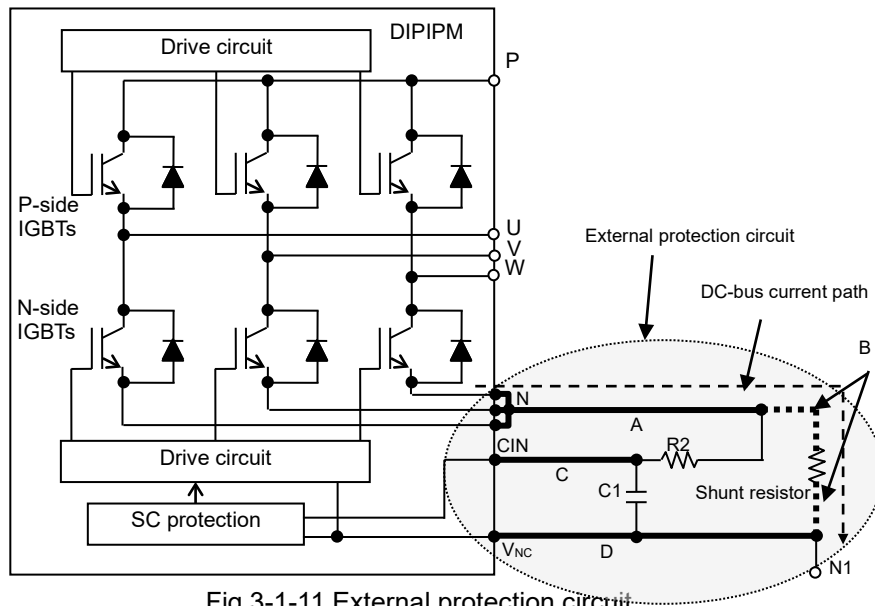 DIPIPM
Drive circuit
P
P-side
IGBTs
U
V
W
External protection circuit
DC-bus current path
N-side
IGBTs
B
N
A
CIN
R2
C
C1
Shunt resistor
Drive circuit
SC protection
VNC
D
N1
Fig.3-1-11 External protection circuit